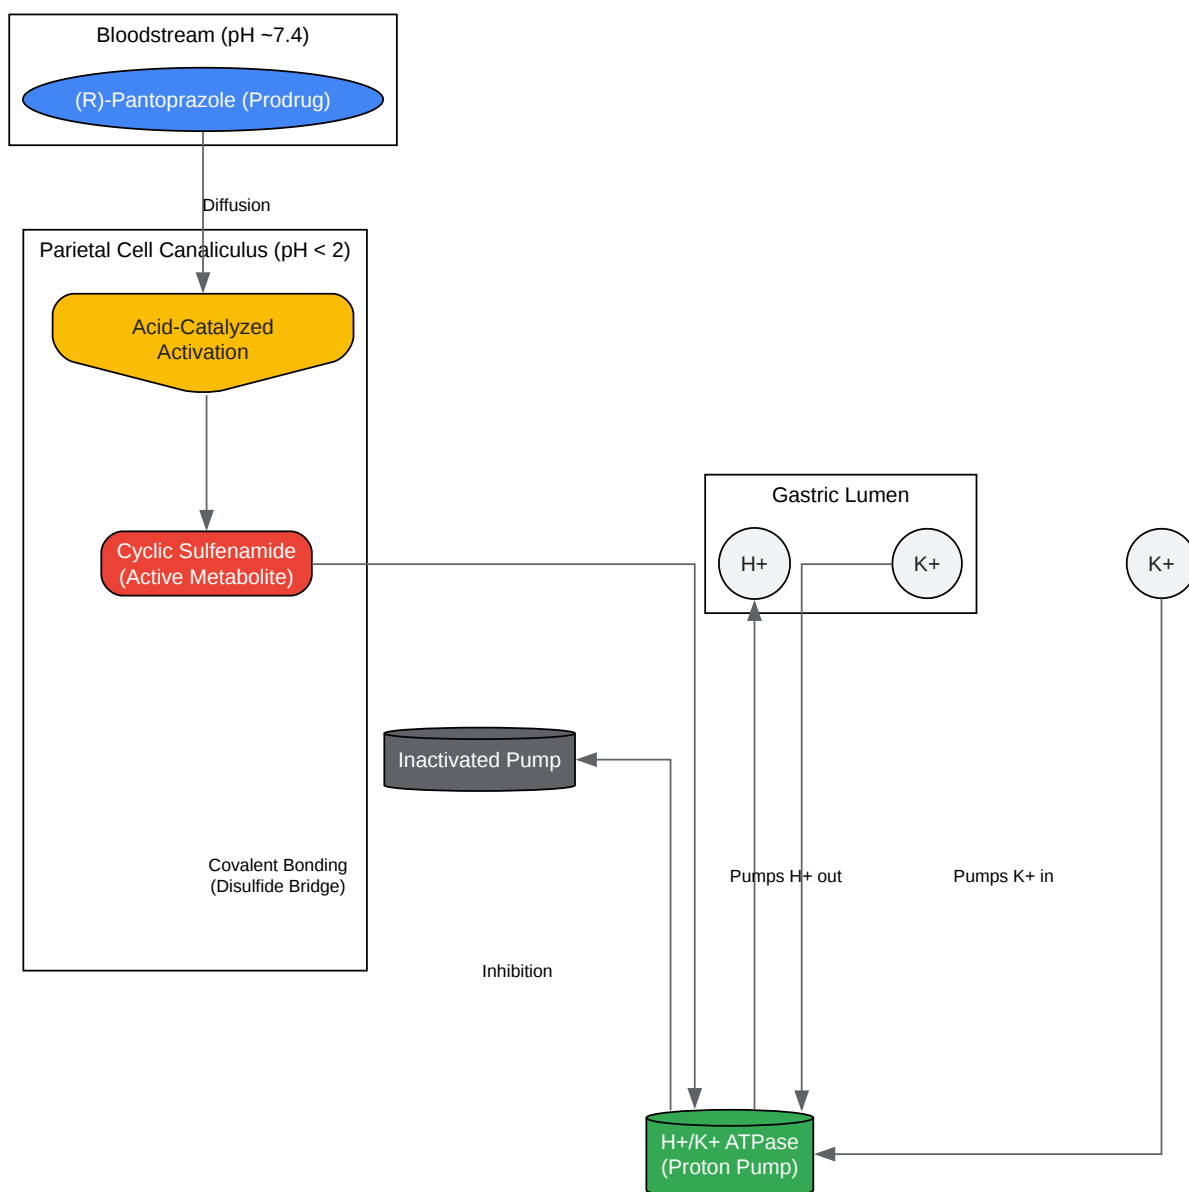 Bloodstream (pH ~7.4)
(R)-Pantoprazole (Prodrug)
Diffusion
Parietal Cell Canaliculus (pH < 2)
Acid-Catalyzed
Activation
Cyclic Sulfenamide
(Active Metabolite)
Gastric Lumen
H+
K+
K+
Inactivated Pump
Covalent Bonding
(Disulfide Bridge)
Pumps H+ out
Pumps K+ in
Inhibition
H+/K+ ATPase
(Proton Pump)